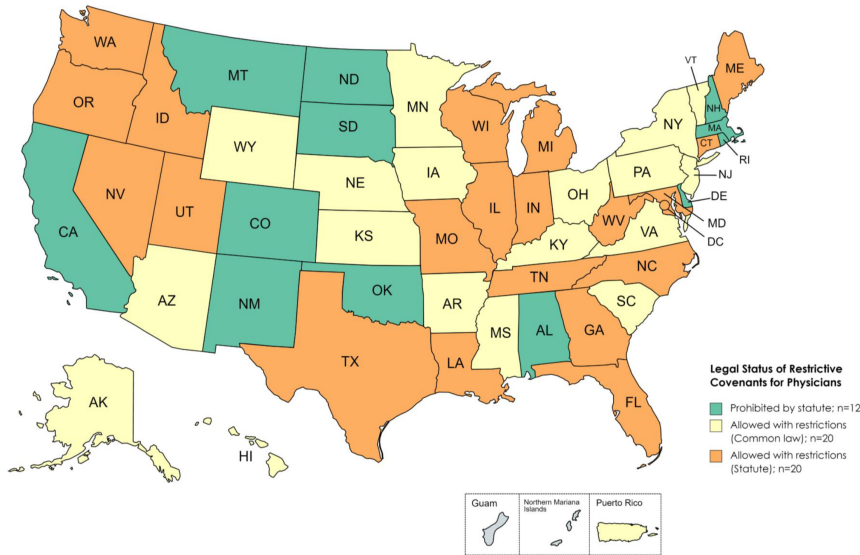 WA
OR
ID
MT
ND
MN
SD
WY
WI
MI
VT
ME
NH
NY
MA
CT
RI
NV
UT
CA
CO
NE
IA
KS
IL
IN
OH
PA
NJ
DE
MD
DC
WV
VA
MO
KY
AZ
NM
OK
AR
TN
NC
SC
MS
AL
GA
TX
LA
FL
AK
HI
Legal Status of Restrictive
Covenants for Physicians
Prohibited by statute; n=12
Allowed with restrictions
(Common law); n=20
Allowed with restrictions
(Statute); n=20
Guam
Northern Mariana
Islands
Puerto Rico